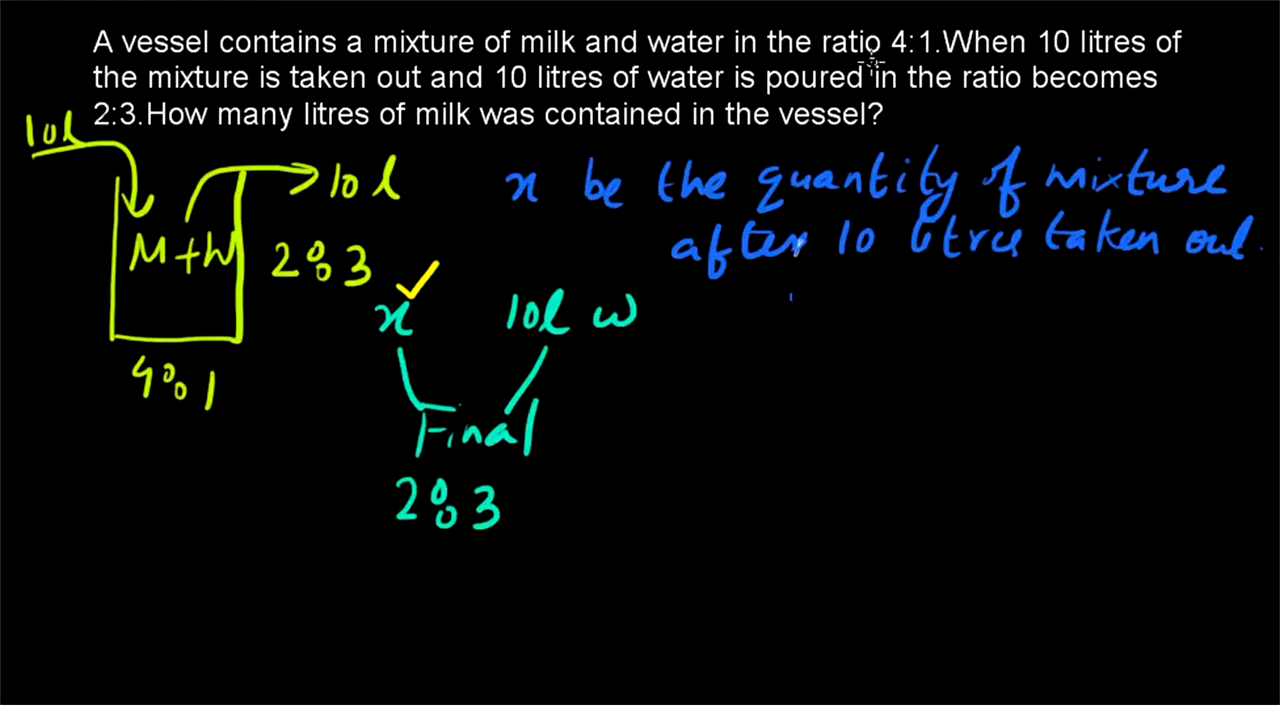 A vessel contains a mixture of milk and water in the ratio 4:1.When 10 litres of
the mixture is taken out and 10 litres of water is poured in the ratio becomes
2:3.How many litres of milk was contained in the vessel?
10l
10 l
M+W
2:3
4:1
x be the quantity of mixture
after 10 litres taken out.
x 10l w
Final
2:3